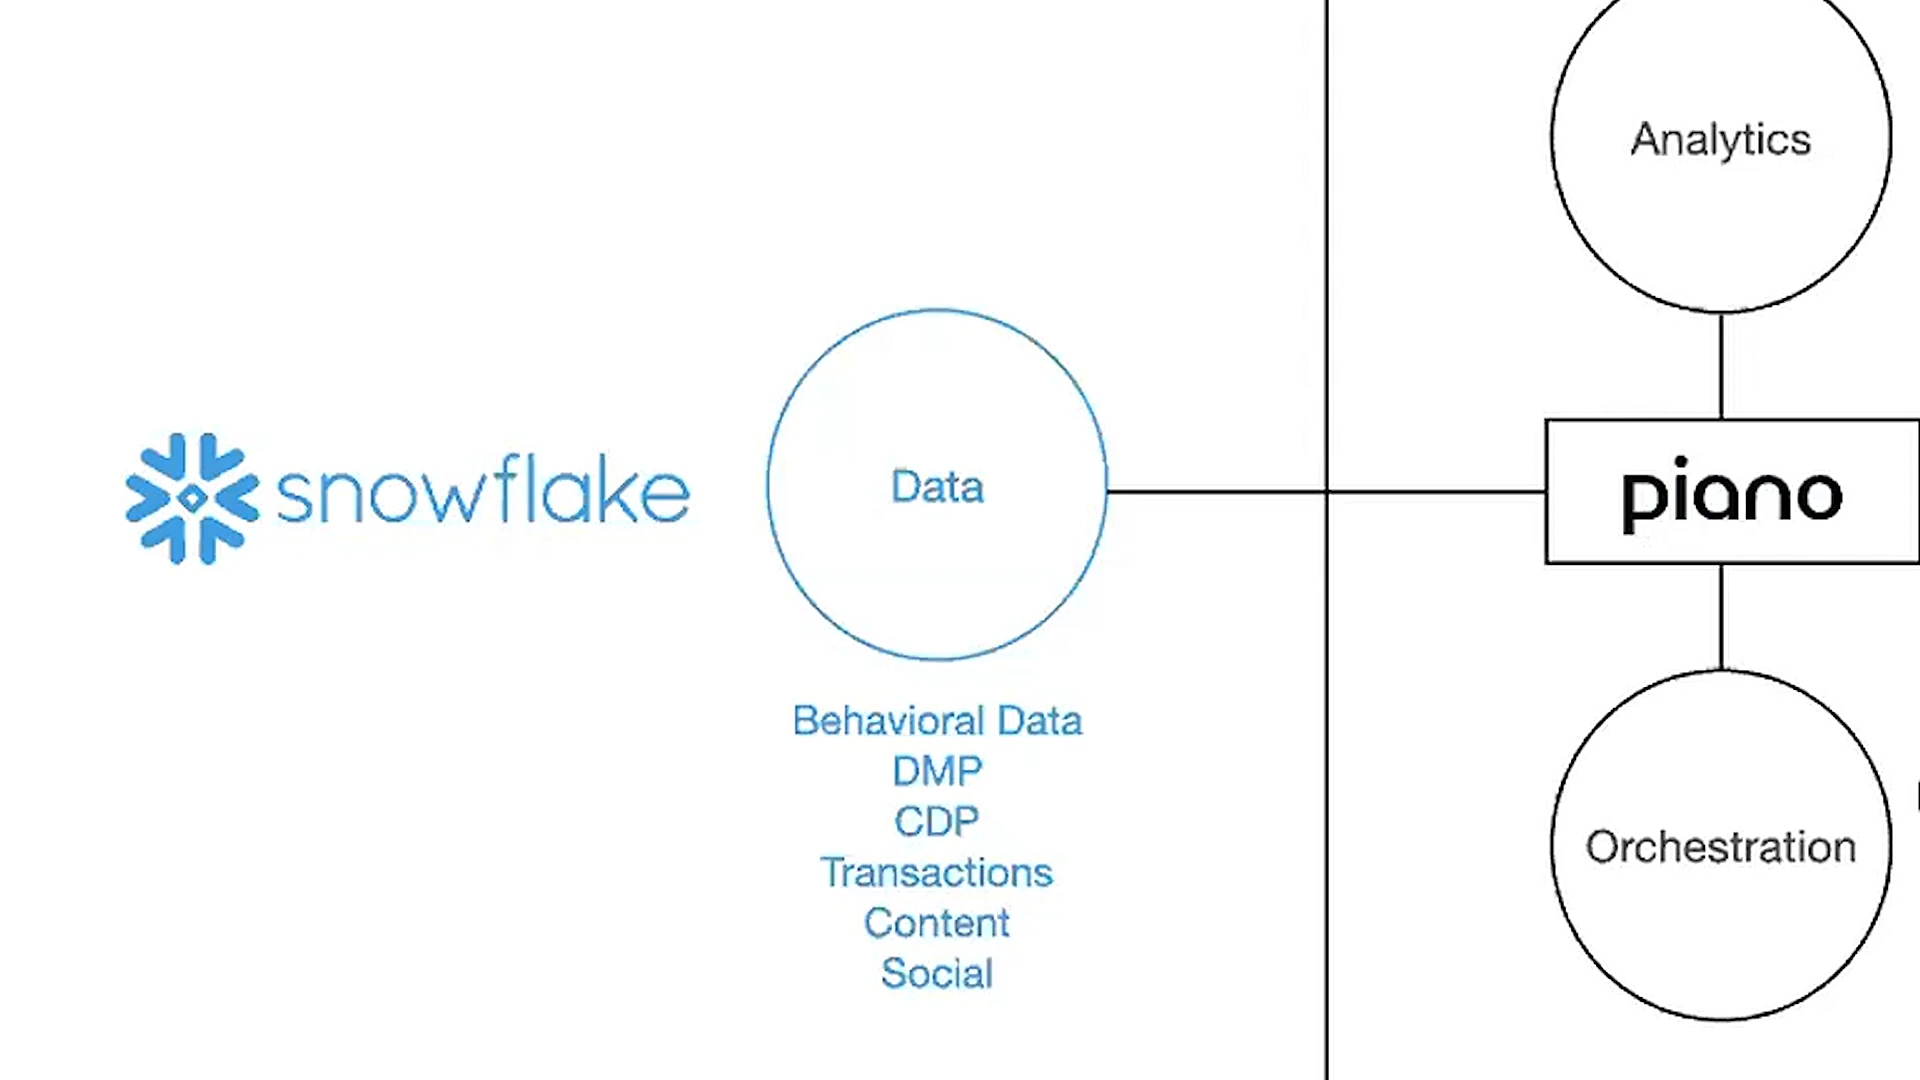 Analytics
snowflake
Data
piano
Behavioral Data
DMP
CDP
Transactions
Content
Social
Orchestration